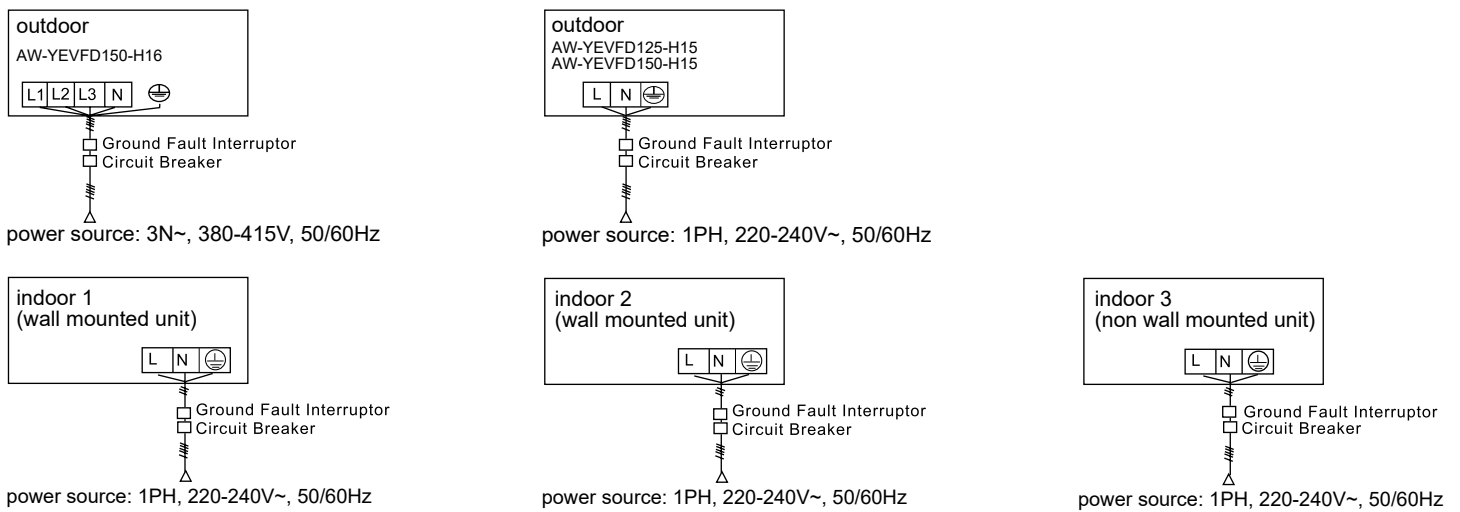 outdoor
AW-YEVFD150-H16
L1 L2 L3 N
Ground Fault Interruptor
Circuit Breaker
power source: 3N~, 380-415V, 50/60Hz
outdoor
AW-YEVFD125-H15
AW-YEVFD150-H15
L N
Ground Fault Interruptor
Circuit Breaker
power source: 1PH, 220-240V~, 50/60Hz
indoor 1
(wall mounted unit)
L N
Ground Fault Interruptor
Circuit Breaker
power source: 1PH, 220-240V~, 50/60Hz
indoor 2
(wall mounted unit)
L N
Ground Fault Interruptor
Circuit Breaker
power source: 1PH, 220-240V~, 50/60Hz
indoor 3
(non wall mounted unit)
L N
Ground Fault Interruptor
Circuit Breaker
power source: 1PH, 220-240V~, 50/60Hz